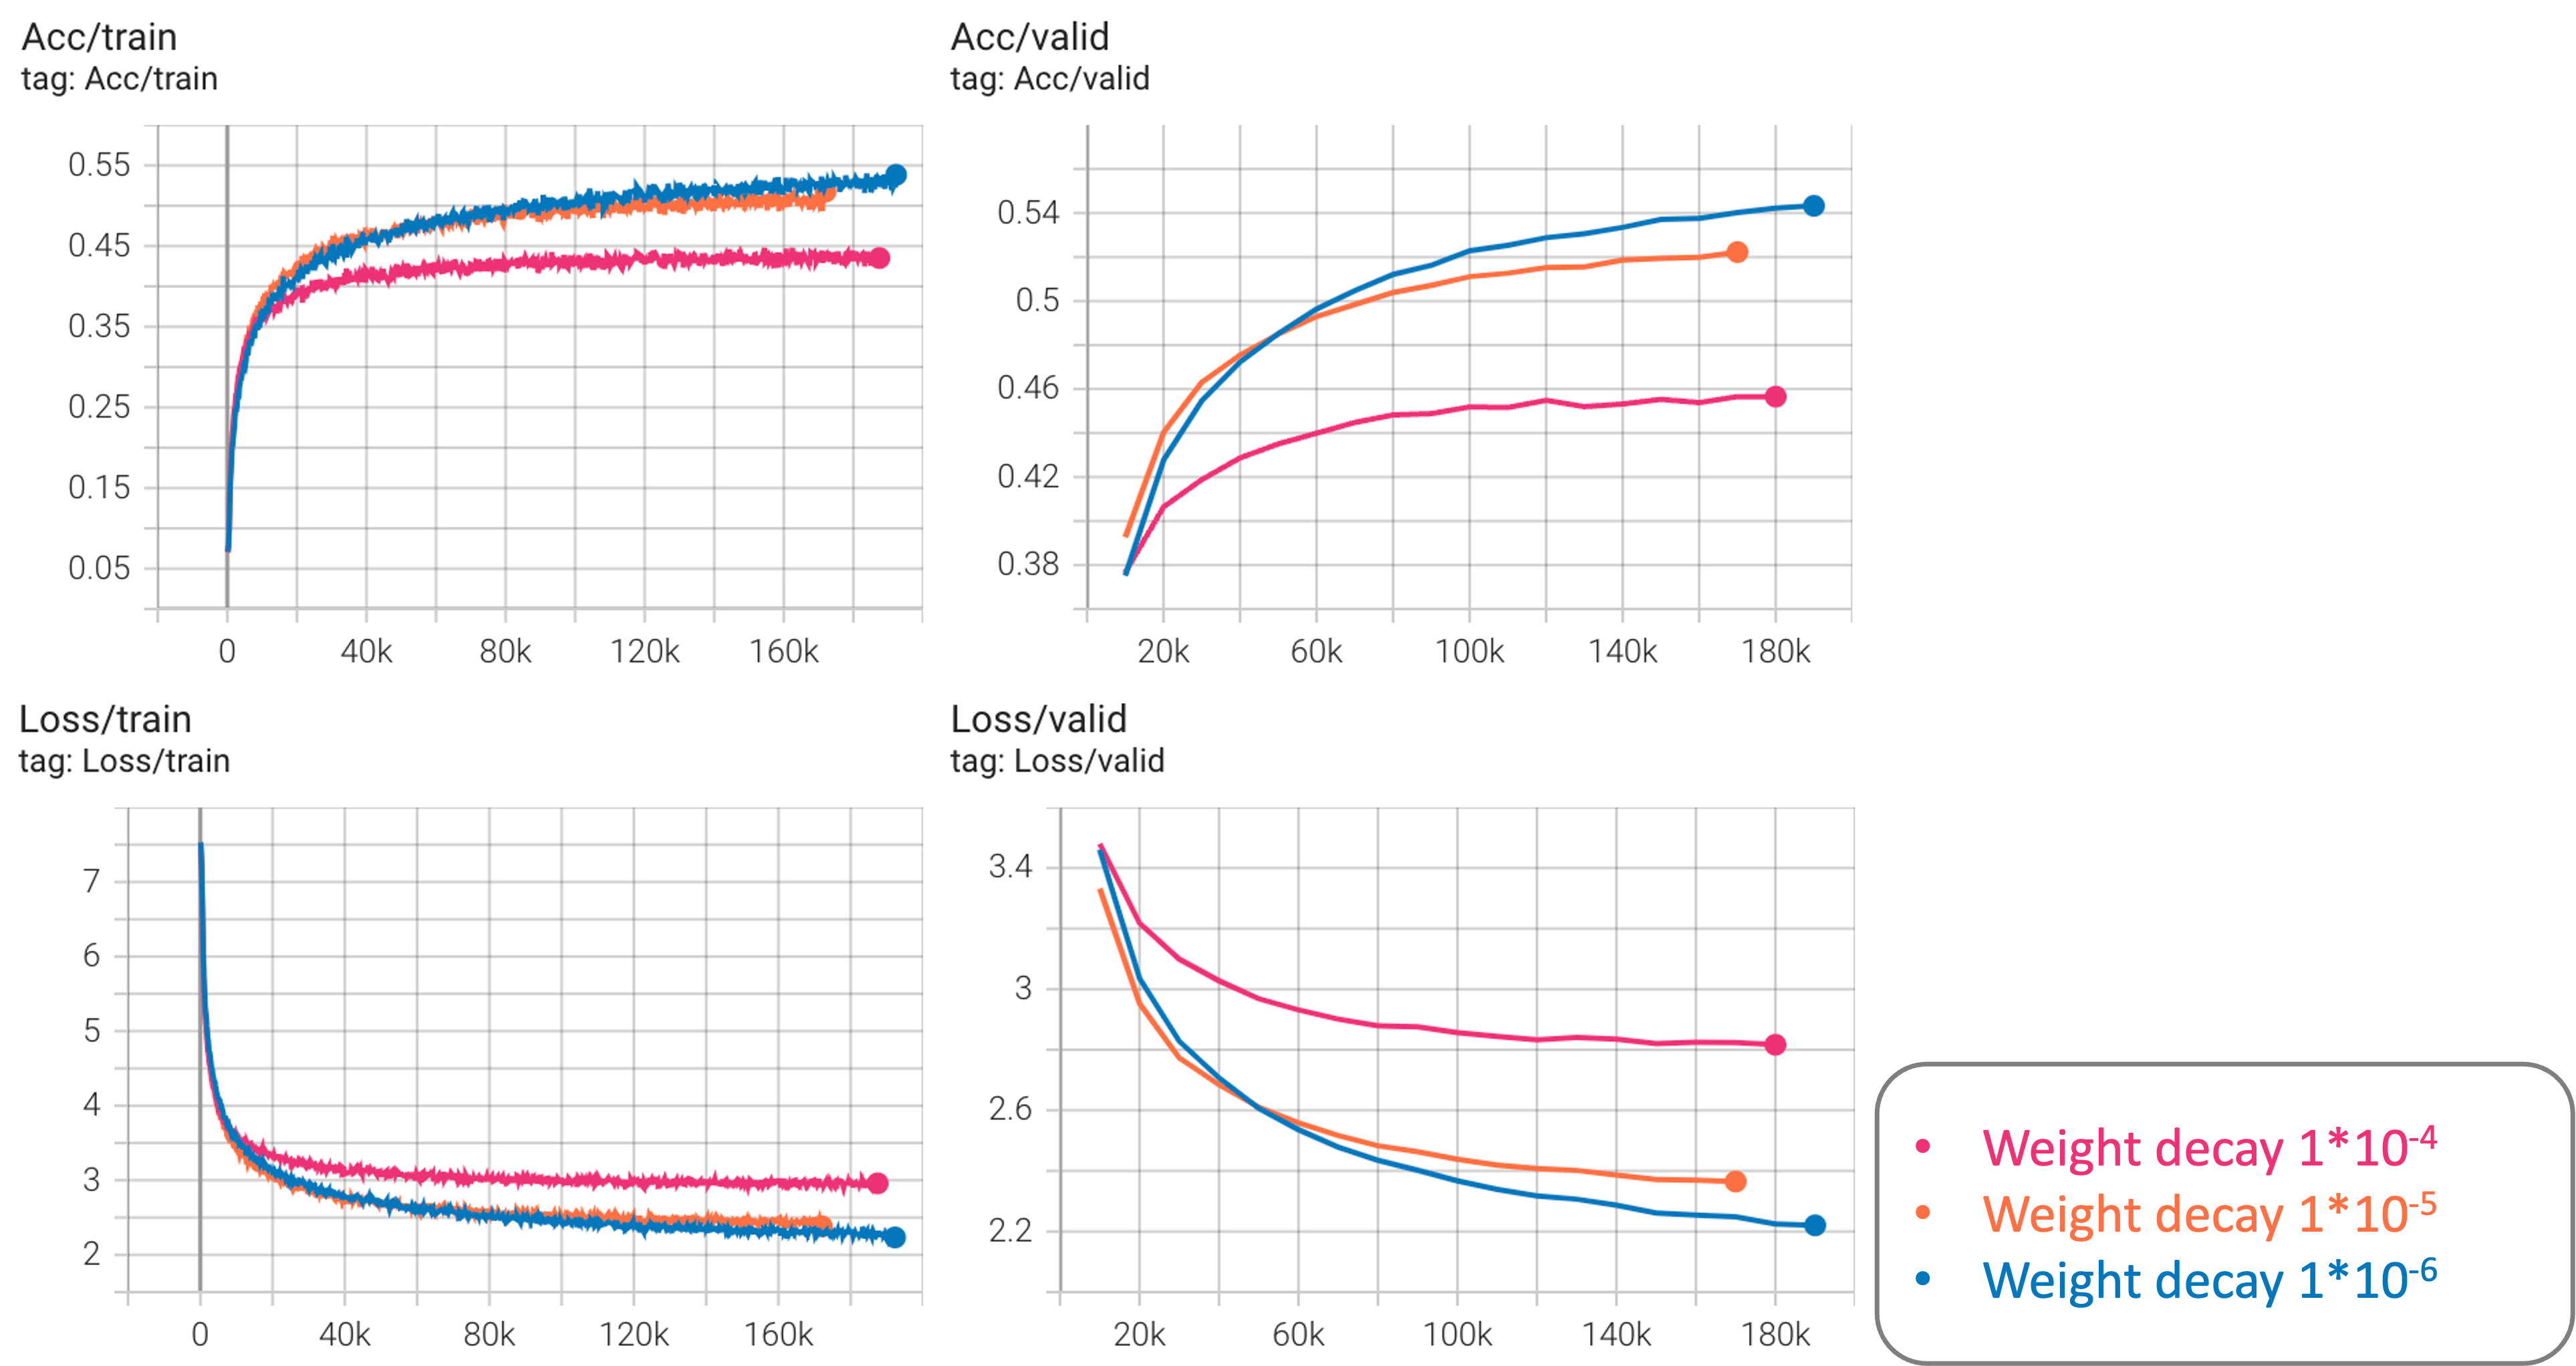 Acc/train
tag: Acc/train
0.55
0.45
0.35
0.25
0.15
0.05
0 40k 80k 120k 160k
Acc/valid
tag: Acc/valid
0.54
0.5
0.46
0.42
0.38
20k 60k 100k 140k 180k
Loss/train
tag: Loss/train
7
6
5
4
3
2
0 40k 80k 120k 160k
Loss/valid
tag: Loss/valid
3.4
3
2.6
2.2
20k 60k 100k 140k 180k
• Weight decay 1*10⁻⁴
• Weight decay 1*10⁻⁵
• Weight decay 1*10⁻⁶